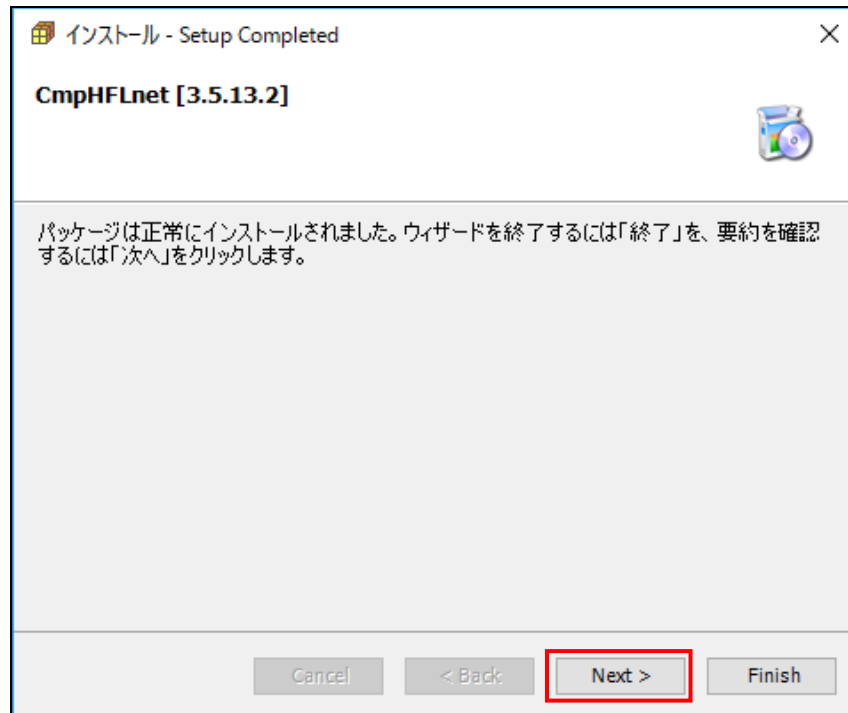 インストール - Setup Completed
CmpHFLnet [3.5.13.2]
パッケージは正常にインストールされました。ウィザードを終了するには「終了」を、要約を確認
するには「次へ」をクリックします。
Cancel < Back Next > Finish